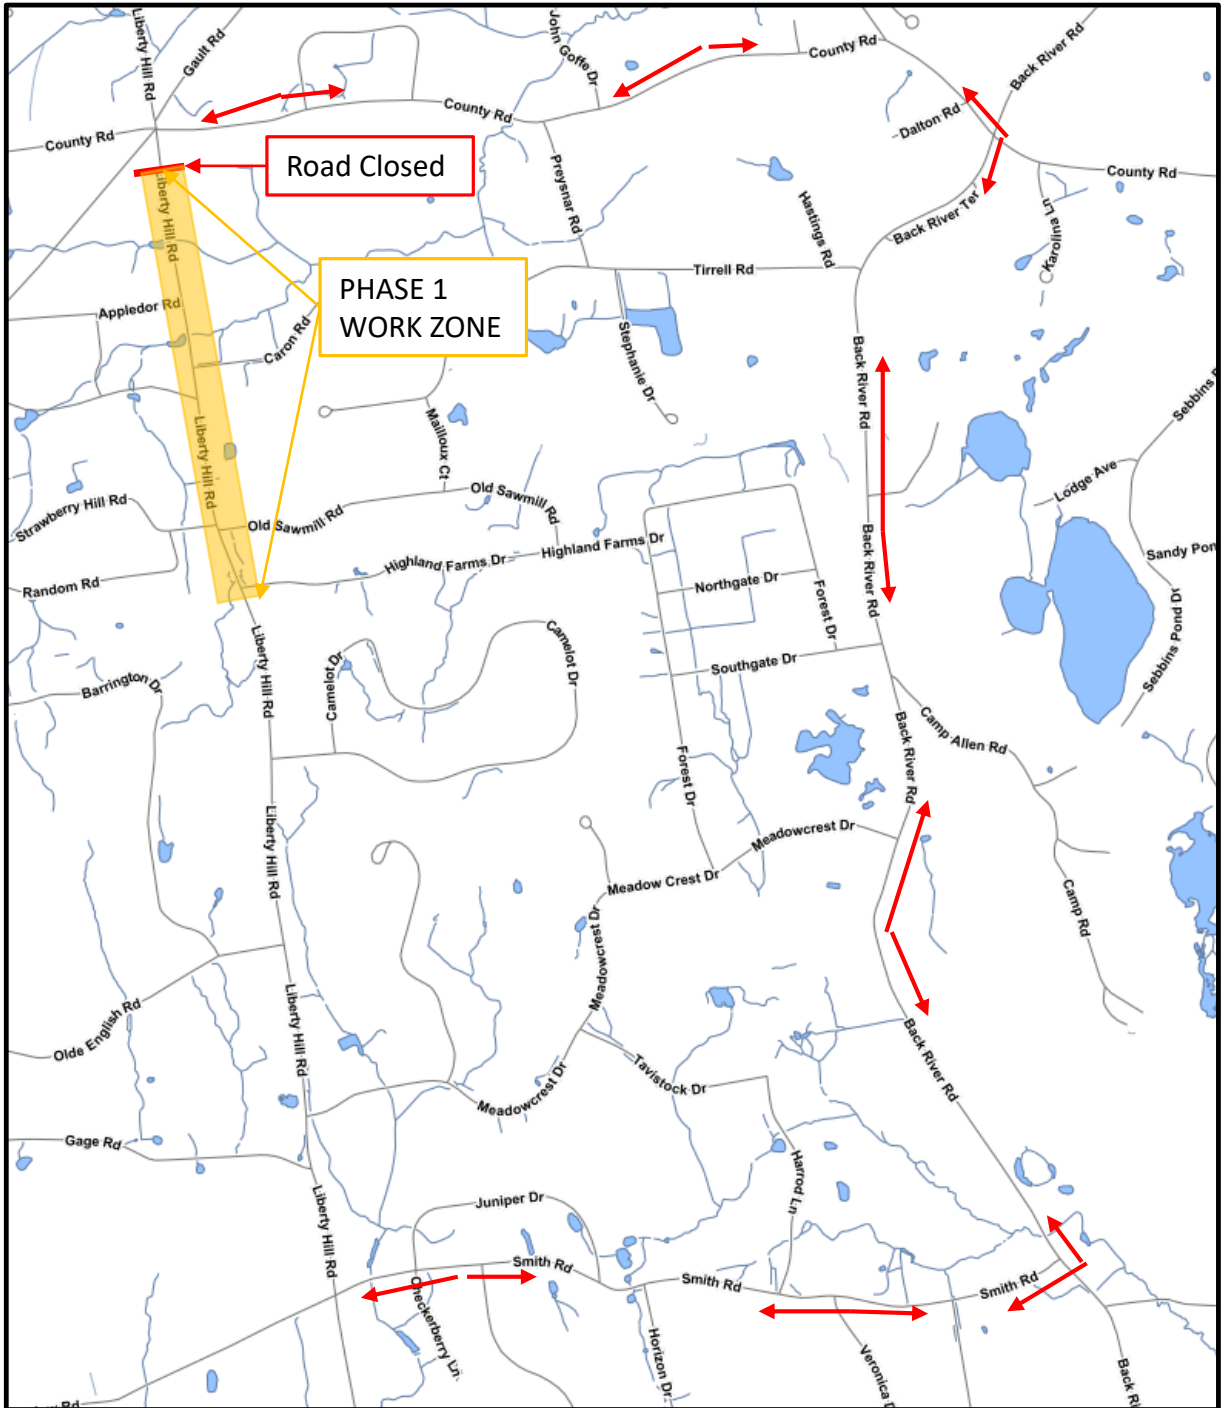 Liberty Hill Rd
Gault Rd
John Goffe Dr
County Rd
Back River Rd
County Rd
County Rd
Dalton Rd
County Rd
Road Closed
Preysnar Rd
Hastings Rd
Back River Ter
Karolina Ln
Liberty Hill Rd
Tirrell Rd
PHASE 1
WORK ZONE
Appledor Rd
Caron Rd
Stephanie Dr
Back River Rd
Sebbins P
Mailloux Ct
Liberty Hill Rd
Lodge Ave
Old Sawmill Rd
Strawberry Hill Rd
Old Sawmill Rd
Highland Farms Dr
Highland Farms Dr
Back River Rd
Sandy Pon
Random Rd
Northgate Dr
Forest Dr
Sebbins Pond Dr
Liberty Hill Rd
Camelot Dr
Camelot Dr
Southgate Dr
Barrington Dr
Back River Rd
Camp Allen Rd
Forest Dr
Liberty Hill Rd
Meadowcrest Dr
Meadow Crest Dr
Camp Rd
Meadowcrest Dr
Liberty Hill Rd
Olde English Rd
Back River Rd
Tavistock Dr
Meadowcrest Dr
Gage Rd
Harrod Ln
Liberty Hill Rd
Juniper Dr
Smith Rd
Smith Rd
Smith Rd
Checkerberry Ln
Horizon Dr
Veronica D
Back Ri
Rd